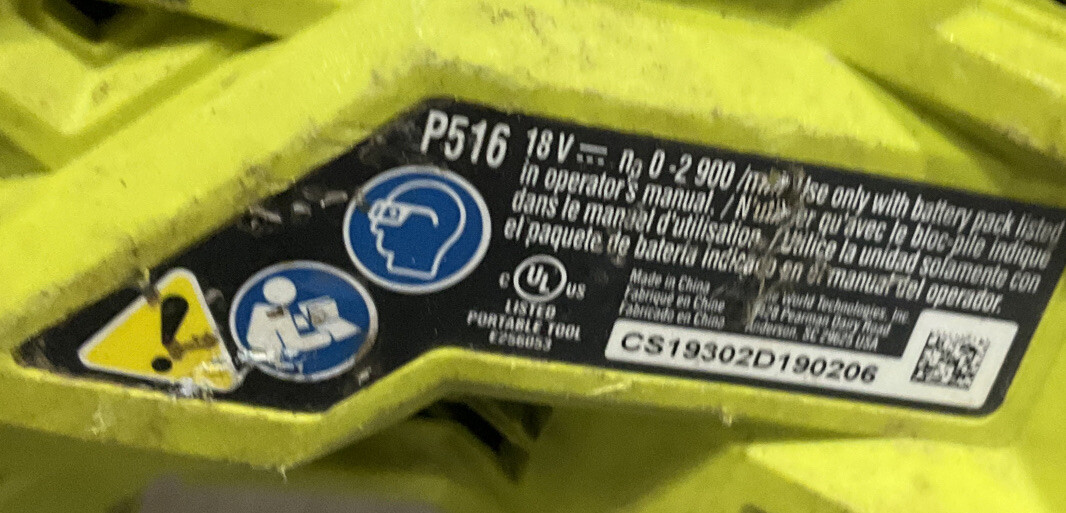 P516 18 V n₀ 0 -2 900 Use only with battery pack listed
in operator's manual. / N'utiliser qu'avec le bloc-pile indiqué
dans le manuel d'utilisation. / Utilice la unidad solamente con
el paquete de batería indicado en el manual del operador.
C UL US
LISTED
PORTABLE TOOL
E256053
Made in China
Fabriqué en Chine
Fabricado en China
World Technologies, Inc.
Pearman Dairy Road
Anderson, SC 29625 USA
CS19302D190206